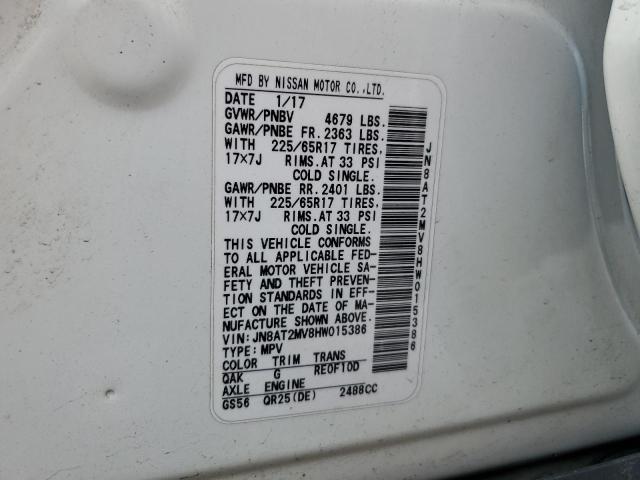 MFD BY NISSAN MOTOR CO.,LTD.
DATE 1/17
GVWR/PNBV 4679 LBS.
GAWR/PNBE FR. 2363 LBS.
WITH 225/65R17 TIRES,
17×7J RIMS.AT 33 PSI
COLD SINGLE.
GAWR/PNBE RR. 2401 LBS.
WITH 225/65R17 TIRES,
17×7J RIMS.AT 33 PSI
COLD SINGLE.
THIS VEHICLE CONFORMS
TO ALL APPLICABLE FED-
ERAL MOTOR VEHICLE SA-
FETY AND THEFT PREVEN-
TION STANDARDS IN EFF-
ECT ON THE DATE OF MA-
NUFACTURE SHOWN ABOVE.
VIN: JN8AT2MV8HW015386
TYPE: MPV
COLOR TRIM TRANS
QAK G RE0F10D
AXLE ENGINE
GS56 QR25(DE) 2488CC
JN8AT2MV8HW015386